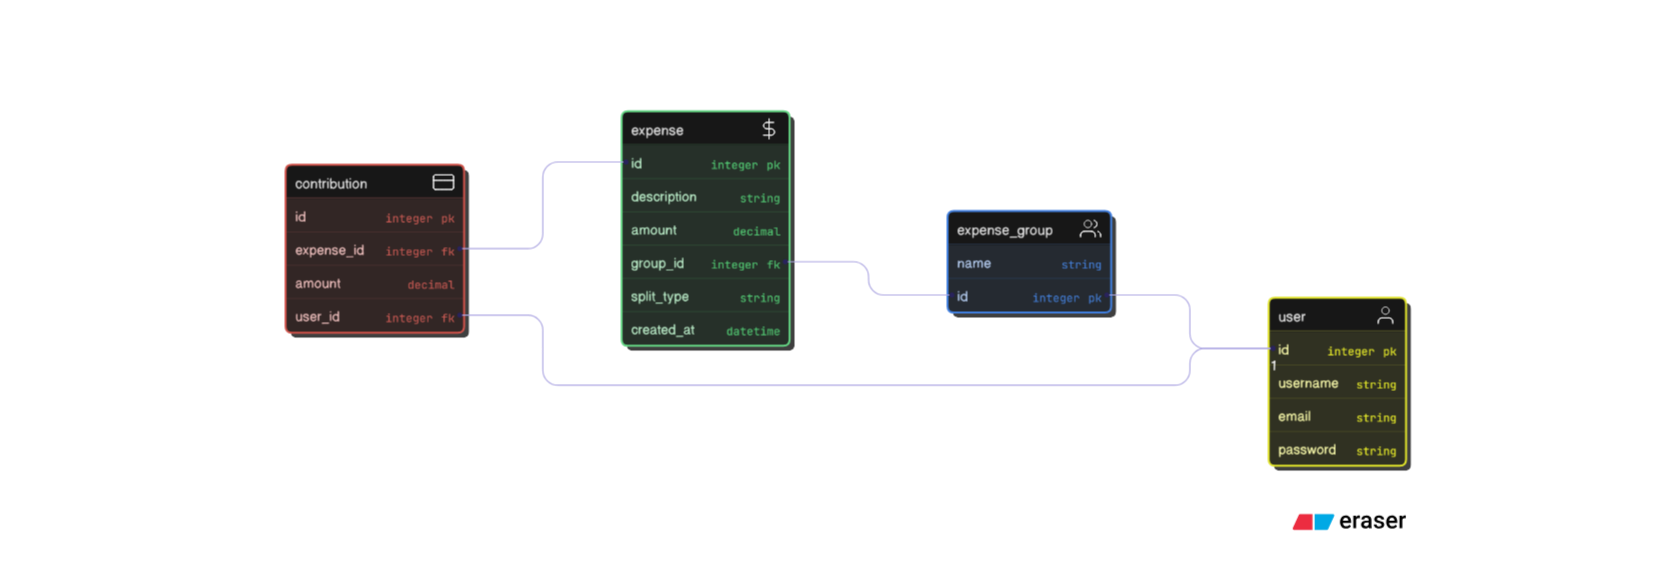 contribution
id integer pk
expense_id integer fk
amount decimal
user_id integer fk
expense
id integer pk
description string
amount decimal
group_id integer fk
split_type string
created_at datetime
expense_group
name string
id integer pk
user
id integer pk
1
username string
email string
password string
eraser